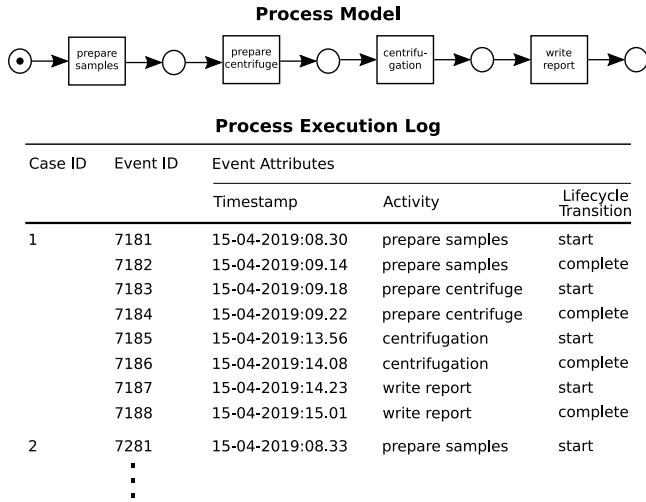 Process Model
prepare
samples
prepare
centrifuge
centrifu-
gation
write
report
Process Execution Log
Case ID Event ID Event Attributes
Timestamp Activity Lifecycle
Transition
1 7181 15-04-2019:08.30 prepare samples start
7182 15-04-2019:09.14 prepare samples complete
7183 15-04-2019:09.18 prepare centrifuge start
7184 15-04-2019:09.22 prepare centrifuge complete
7185 15-04-2019:13.56 centrifugation start
7186 15-04-2019:14.08 centrifugation complete
7187 15-04-2019:14.23 write report start
7188 15-04-2019:15.01 write report complete
2 7281 15-04-2019:08.33 prepare samples start